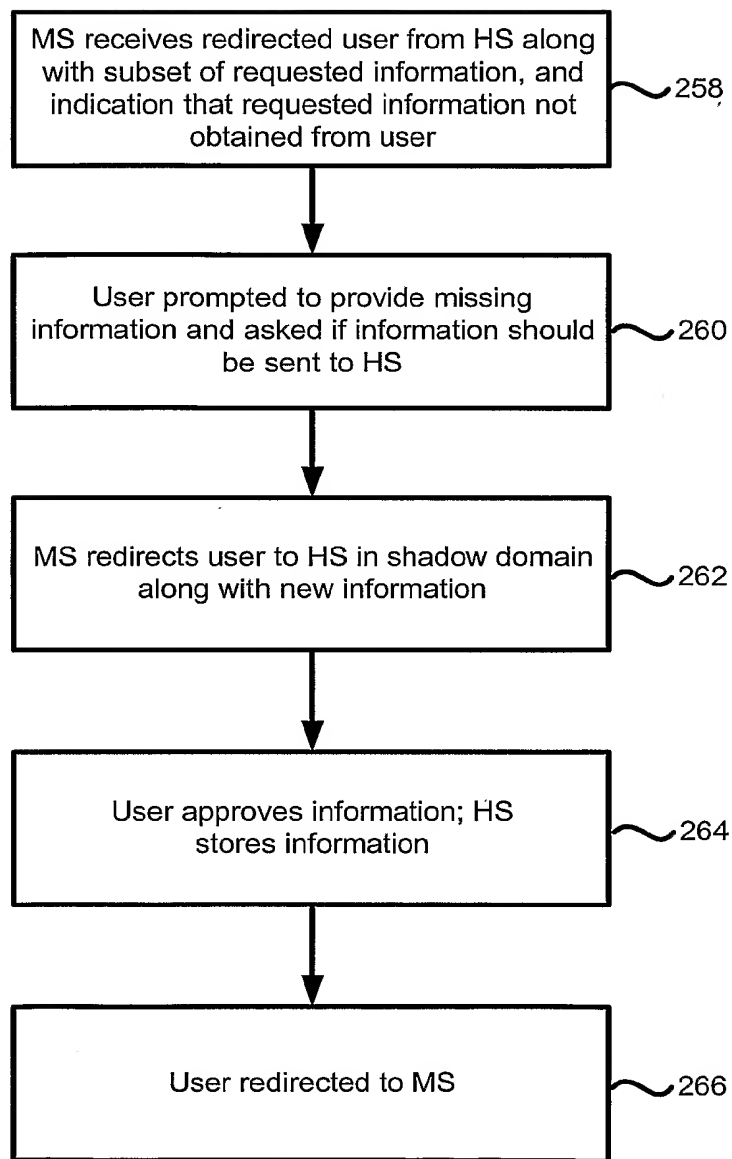 MS receives redirected user from HS along
with subset of requested information, and
indication that requested information not
obtained from user
258
User prompted to provide missing
information and asked if information should
be sent to HS
260
MS redirects user to HS in shadow domain
along with new information
262
User approves information; HS
stores information
264
User redirected to MS
266